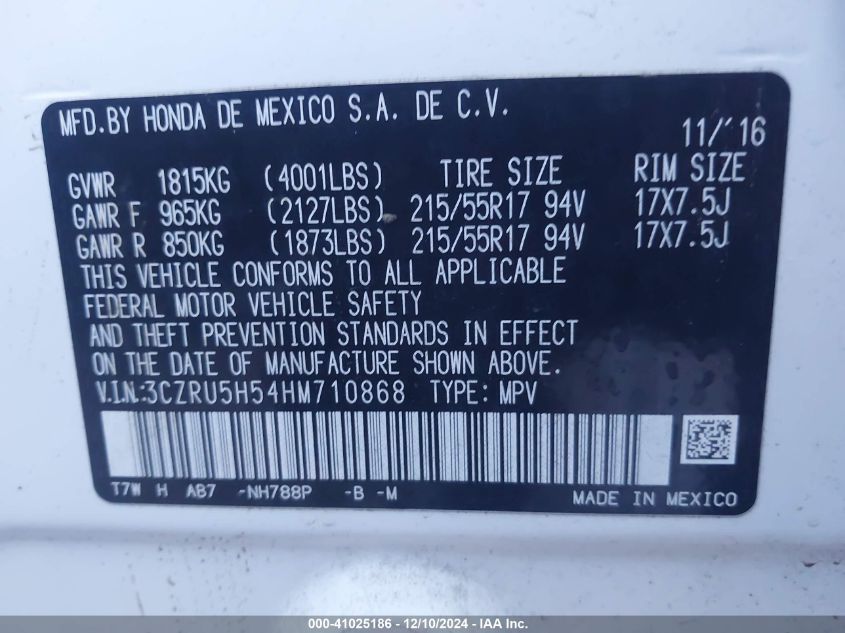 MFD.BY HONDA DE MEXICO S.A. DE C.V.
11/'16
GVWR 1815KG (4001LBS) TIRE SIZE RIM SIZE
GAWR F 965KG (2127LBS) 215/55R17 94V 17X7.5J
GAWR R 850KG (1873LBS) 215/55R17 94V 17X7.5J
THIS VEHICLE CONFORMS TO ALL APPLICABLE
FEDERAL MOTOR VEHICLE SAFETY
AND THEFT PREVENTION STANDARDS IN EFFECT
ON THE DATE OF MANUFACTURE SHOWN ABOVE.
V.I.N.:3CZRU5H54HM710868 TYPE: MPV
T7W H AB7 -NH788P -B -M
MADE IN MEXICO
000-41025186 - 12/10/2024 - IAA, Inc.